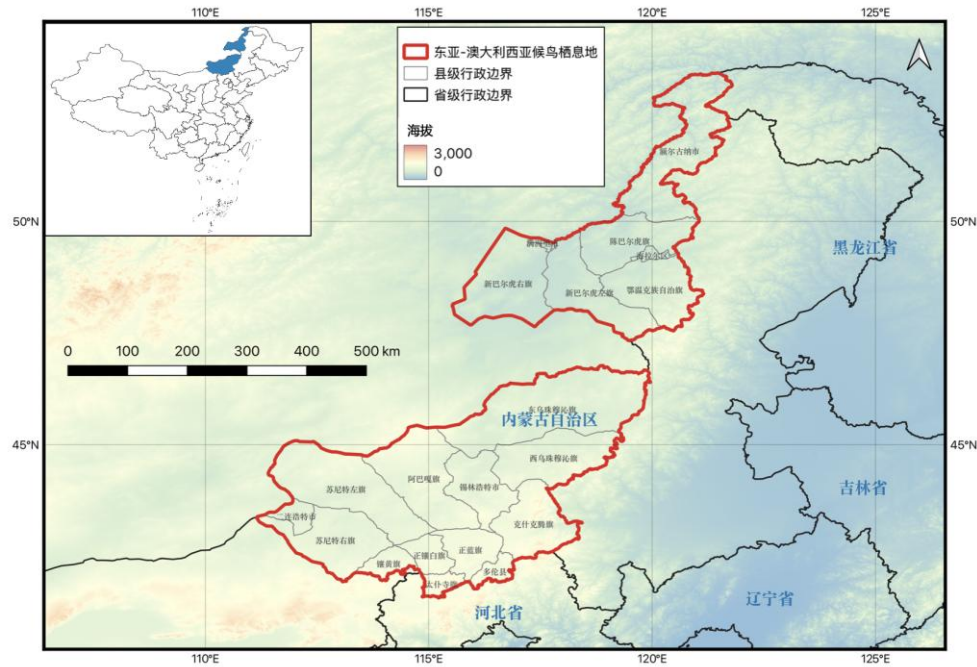 110°E
115°E
120°E
125°E
东亚-澳大利西亚候鸟栖息地
县级行政边界
省级行政边界
海拔
3,000
0
额尔古纳市
50°N
50°N
陈巴尔虎旗
黑龙江省
海拉尔区
新巴尔虎右旗
新巴尔虎左旗
鄂温克族自治旗
0
100
200
300
400
500 km
东乌珠穆沁旗
内蒙古自治区
45°N
45°N
西乌珠穆沁旗
阿巴嘎旗
苏尼特左旗
锡林浩特市
吉林省
二连浩特市
克什克腾旗
苏尼特右旗
正镶白旗
正蓝旗
镶黄旗
多伦县
太仆寺旗
河北省
辽宁省
110°E
115°E
120°E
125°E